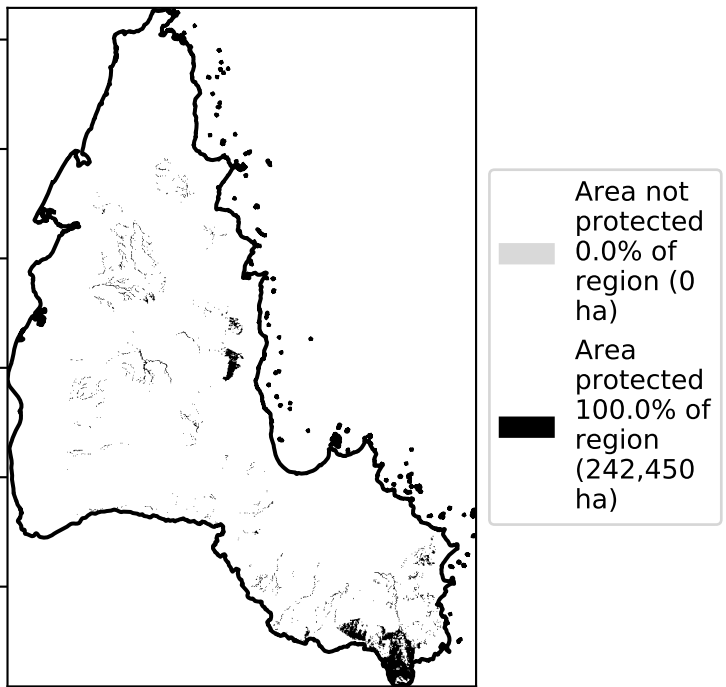 Area not
protected
0.0% of
region (0
ha)
Area
protected
100.0% of
region
(242,450
ha)